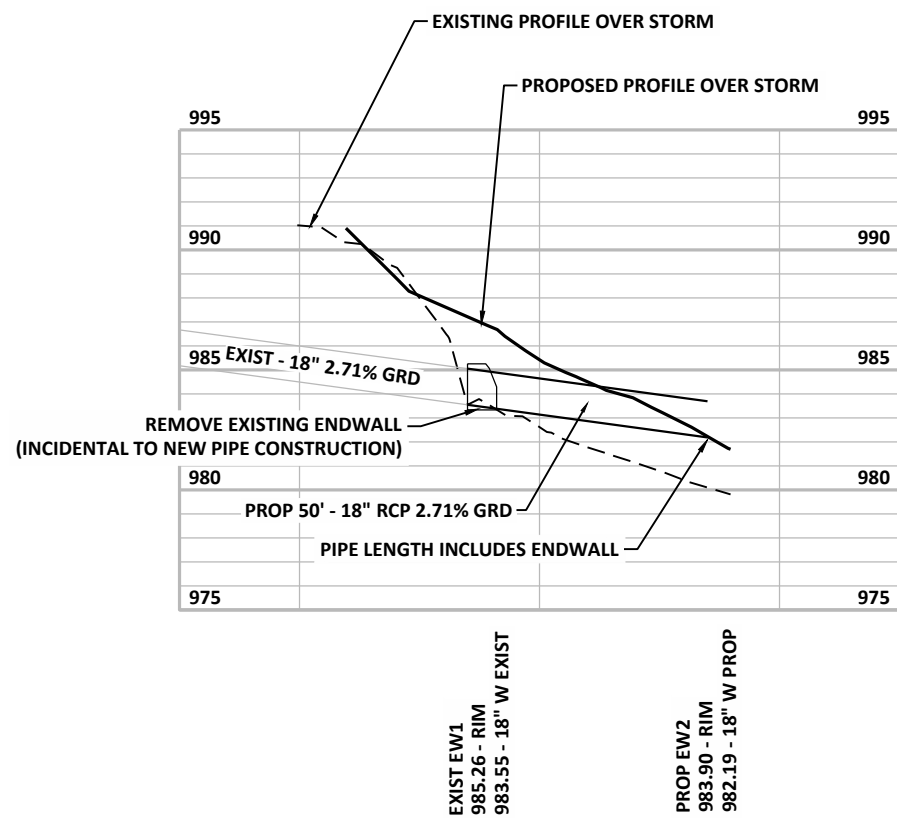 EXISTING PROFILE OVER STORM
PROPOSED PROFILE OVER STORM
995 995
990 990
985 985
EXIST - 18" 2.71% GRD
REMOVE EXISTING ENDWALL
(INCIDENTAL TO NEW PIPE CONSTRUCTION)
980 980
PROP 50' - 18" RCP 2.71% GRD
PIPE LENGTH INCLUDES ENDWALL
975 975
EXIST EW1
985.26 - RIM
983.55 - 18" W EXIST
PROP EW2
983.90 - RIM
982.19 - 18" W PROP